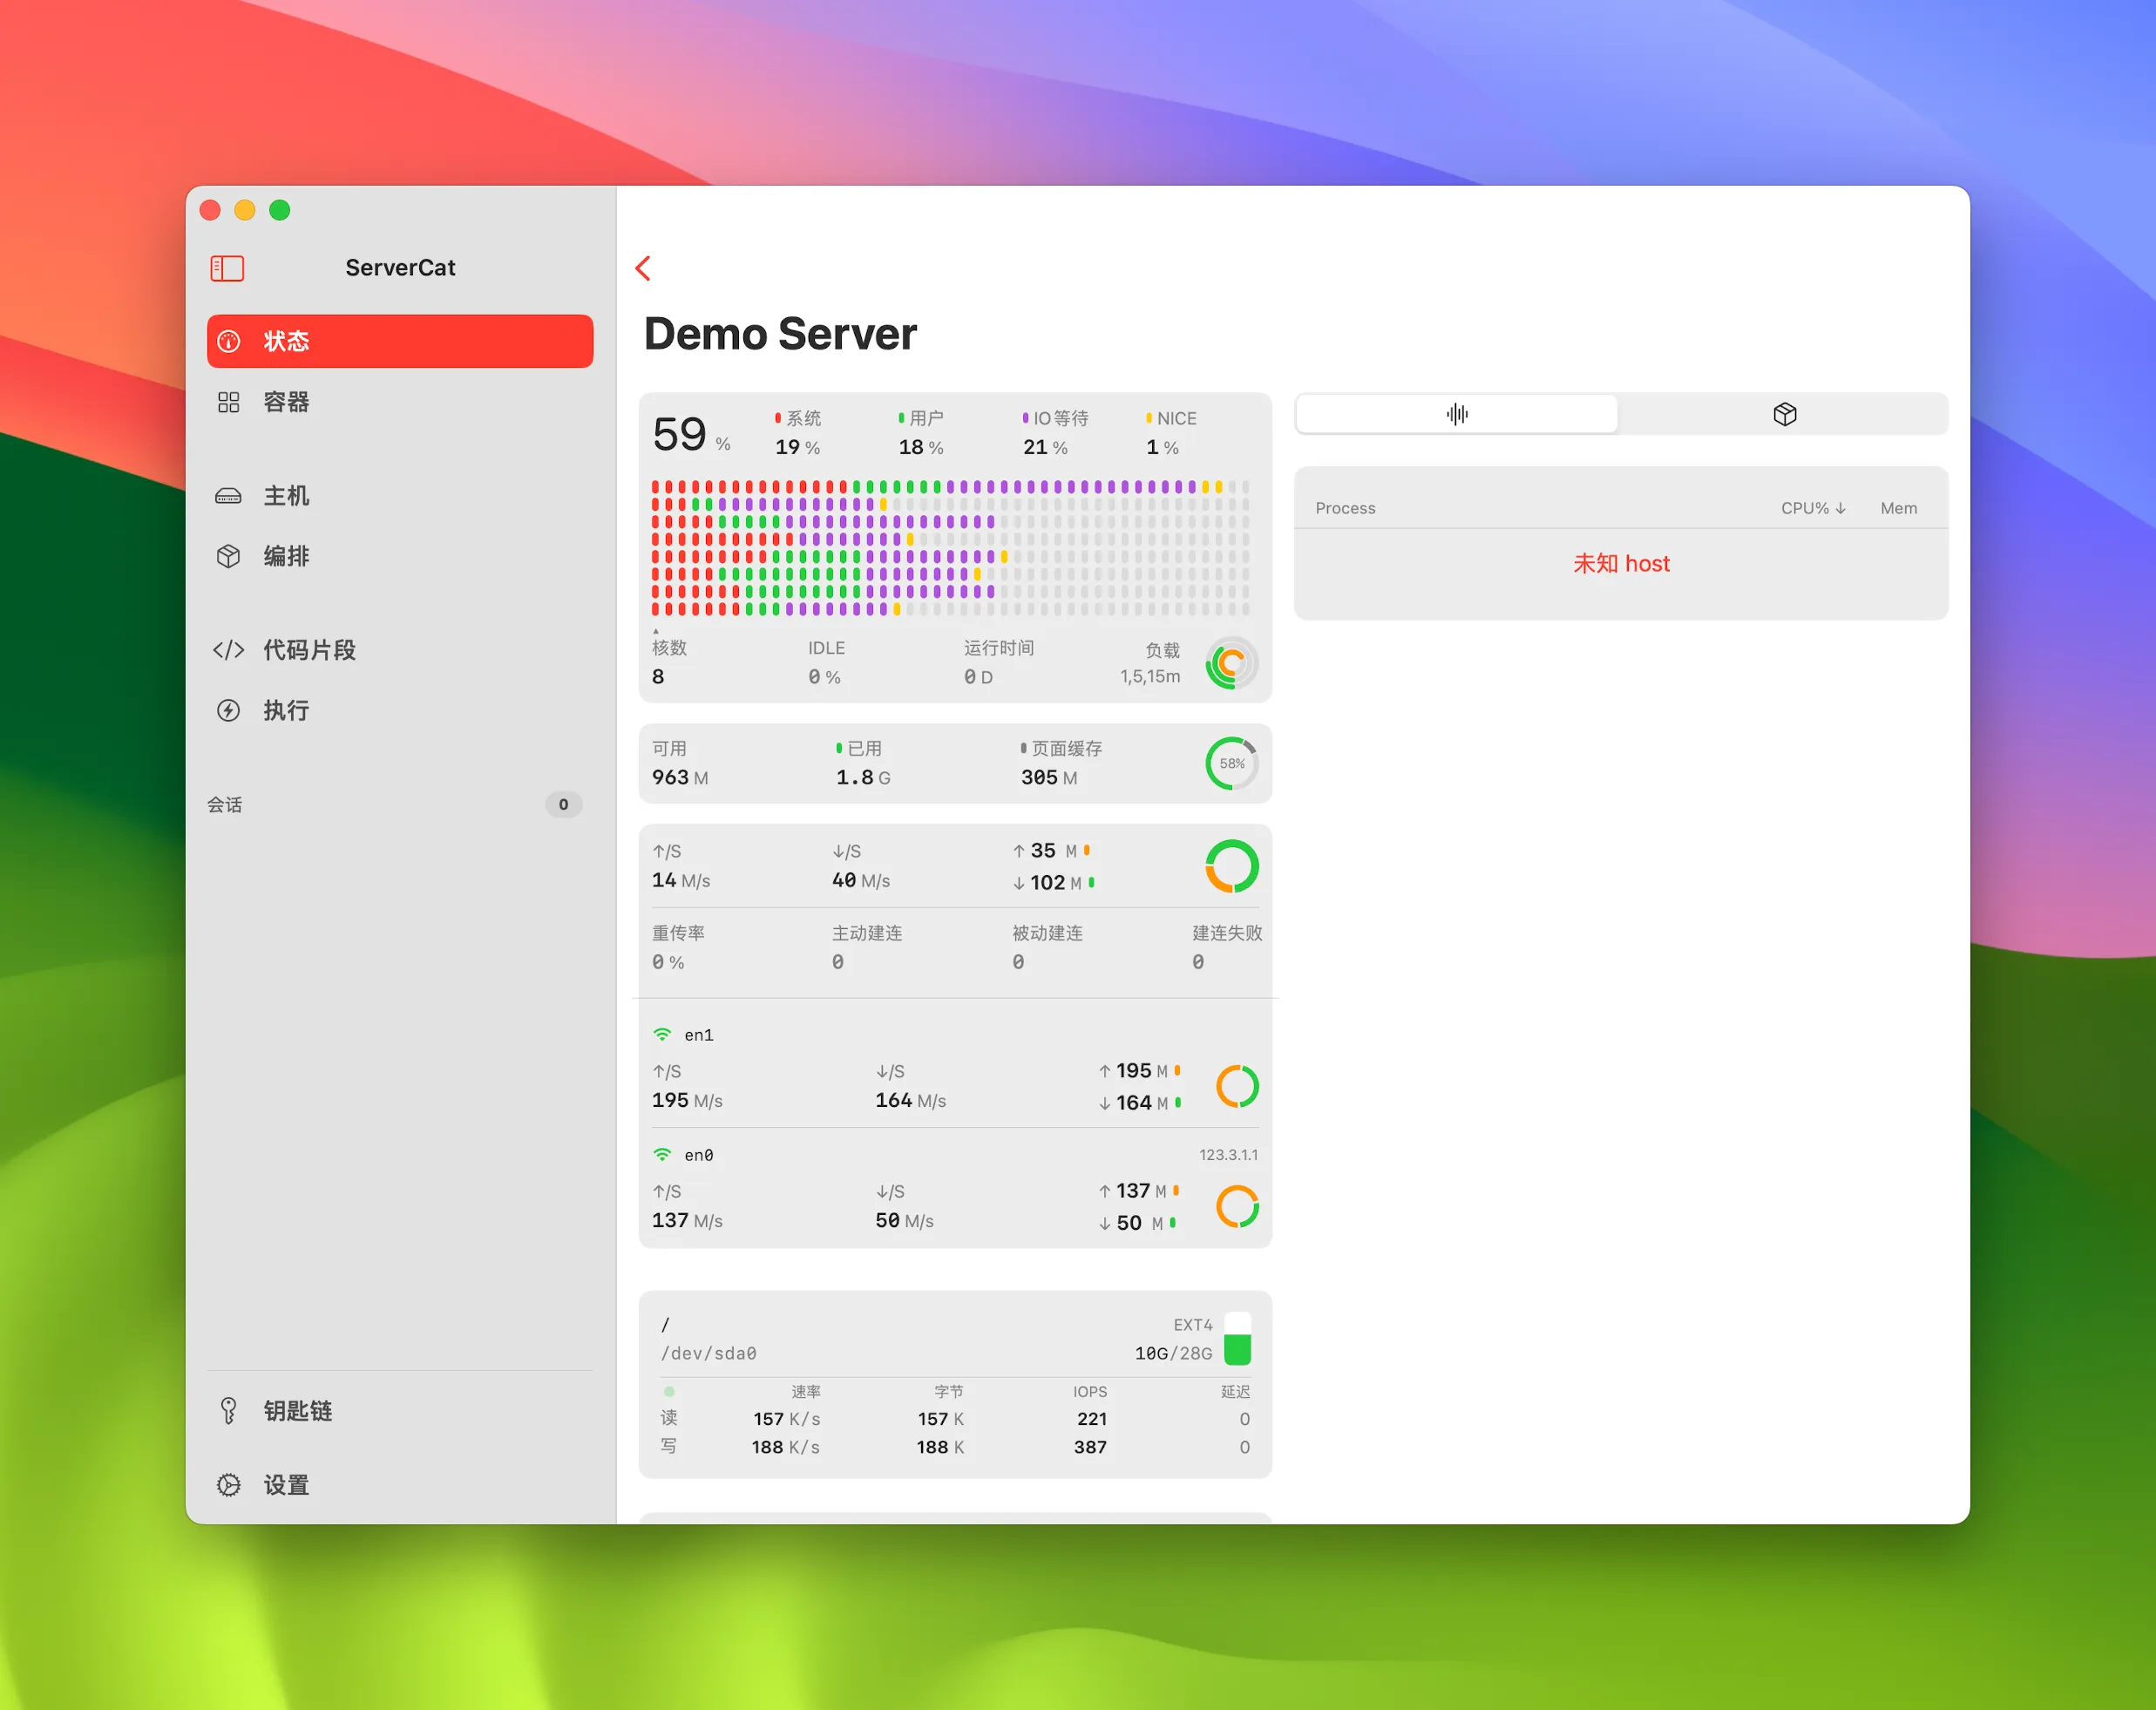 ServerCat
状态
容器
主机
编排
代码片段
执行
会话 0
钥匙链
设置
Demo Server
59 %
系统 用户 IO等待 NICE
19 % 18 % 21 % 1 %
核数 IDLE 运行时间 负载
8 0 % 0 D 1,5,15m
可用 已用 页面缓存
963 M 1.8 G 305 M 58%
↑/S ↓/S ↑ 35 M
14 M/s 40 M/s ↓ 102 M
重传率 主动建连 被动建连 建连失败
0 % 0 0 0
en1
↑/S ↓/S ↑ 195 M
195 M/s 164 M/s ↓ 164 M
en0 123.3.1.1
↑/S ↓/S ↑ 137 M
137 M/s 50 M/s ↓ 50 M
/ EXT4
/dev/sda0 10G/28G
速率 字节 IOPS 延迟
读 157 K/s 157 K 221 0
写 188 K/s 188 K 387 0
Process CPU% ↓ Mem
未知 host